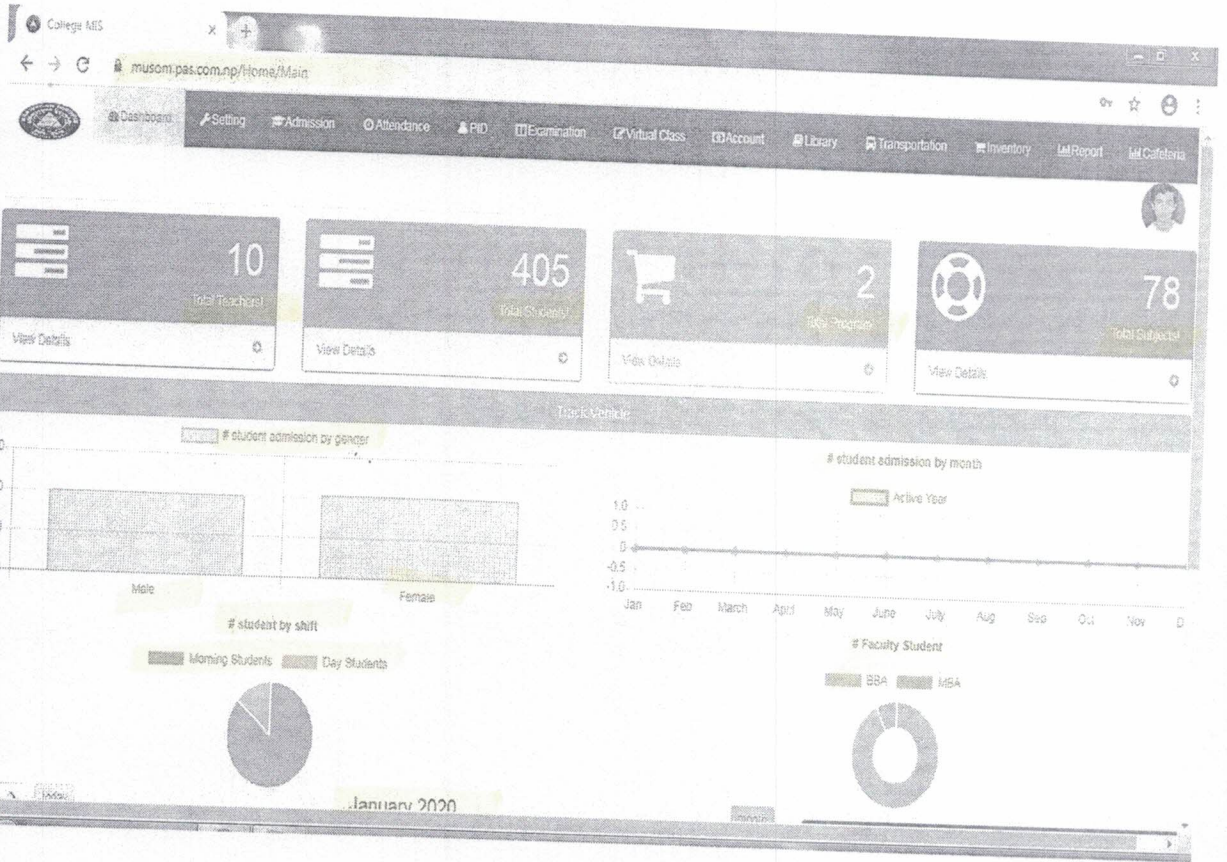 College MIS
musom.pas.com.np/Home/Main
Dashboard Setting Admission Attendance PID Examination Virtual Class Account Library Transportation Inventory Report Cafeteria
10
Total Teachers!
View Details
405
Total Students!
View Details
2
Total Program
View Details
78
Total Subjects!
View Details
Track Vehicle
# student admission by gender
Male Female
# student admission by month
Active Year
1.0
0.5
0
-0.5
-1.0
Jan Feb March April May June July Aug Sep Oct Nov D
# student by shift
Morning Students Day Students
# Faculty Student
BBA MBA
today
January 2020
month